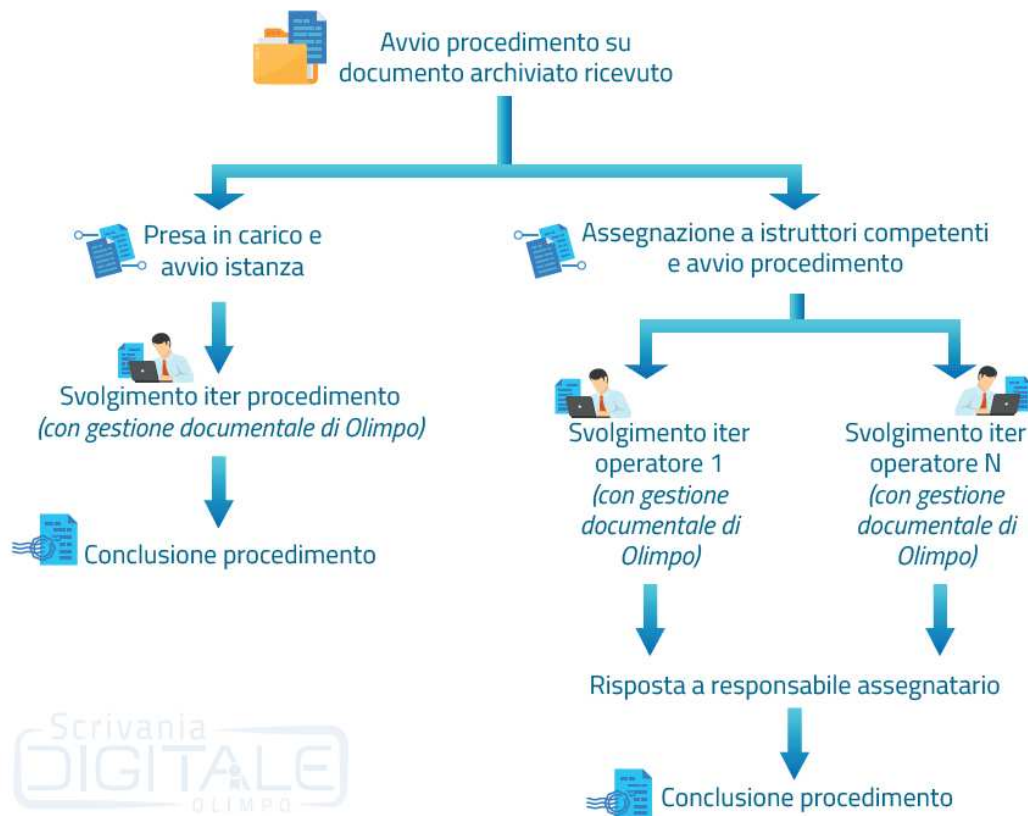 Avvio procedimento su
documento archiviato ricevuto
Presa in carico e
avvio istanza
Svolgimento iter procedimento
(con gestione documentale di Olimpo)
Conclusione procedimento
Assegnazione a istruttori competenti
e avvio procedimento
Svolgimento iter
operatore 1
(con gestione
documentale di
Olimpo)
Svolgimento iter
operatore N
(con gestione
documentale di
Olimpo)
Risposta a responsabile assegnatario
Conclusione procedimento
Scrivania
DIGITALE
OLIMPO